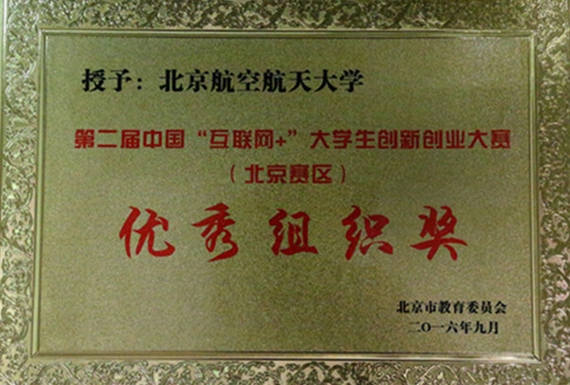 授予：北京航空航天大学
第二届中国“互联网+”大学生创新创业大赛
（北京赛区）
优秀组织奖
北京市教育委员会
二〇一六年九月